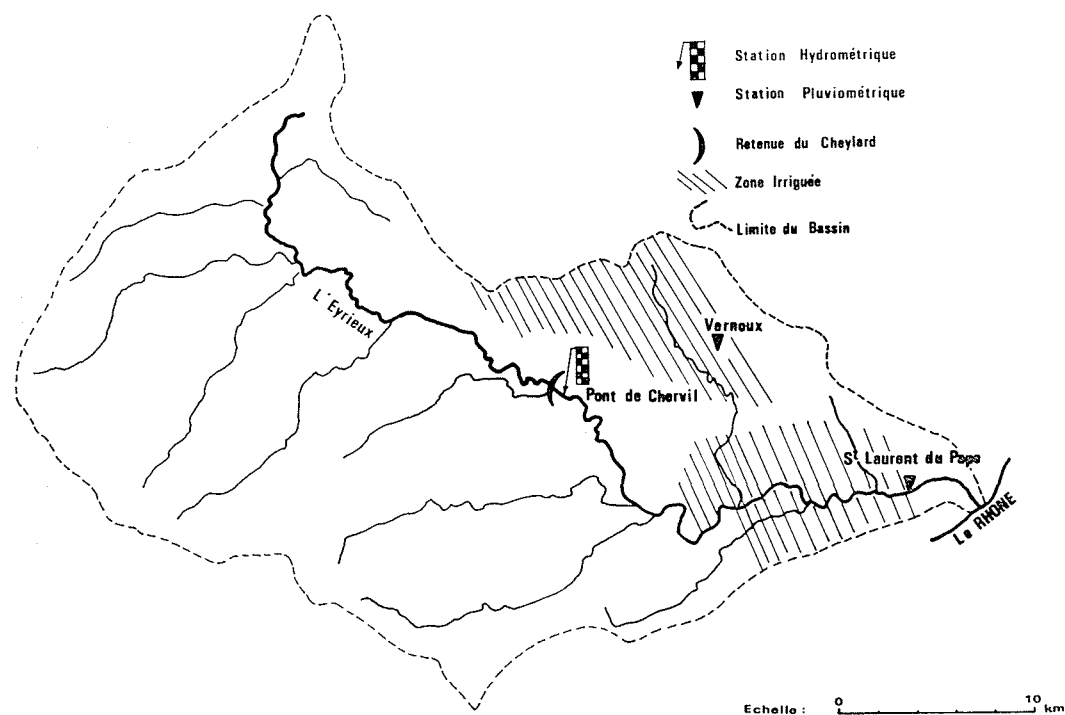 Station Hydrométrique
Station Pluviométrique
Retenue du Cheylard
Zone Irriguée
Limite du Bassin
L'Eyrieux
Vernoux
Pont de Chervil
St Laurent du Pape
Le RHONE
Echelle : 0 10 km